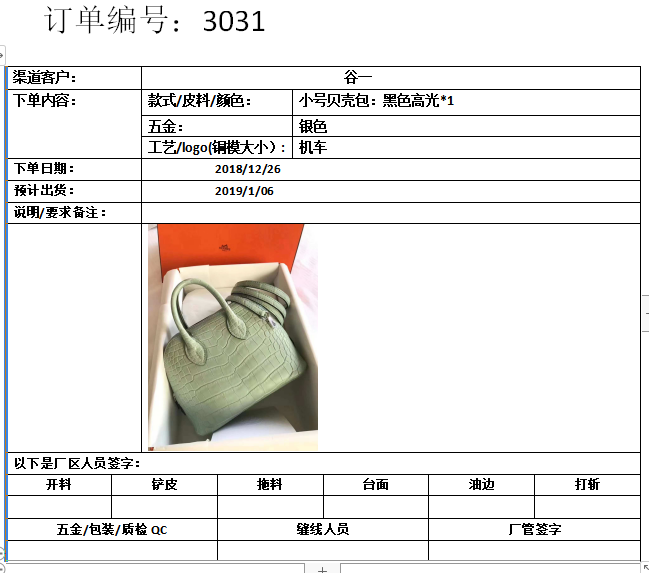 订单编号：3031
渠道客户： 谷一
下单内容： 款式/皮料/颜色： 小号贝壳包：黑色高光*1
五金： 银色
工艺/logo(铜模大小）： 机车
下单日期： 2018/12/26
预计出货： 2019/1/06
说明/要求备注：
以下是厂区人员签字：
开料 铲皮 拖料 台面 油边 打斩
五金/包装/质检 QC 缝线人员 厂管签字